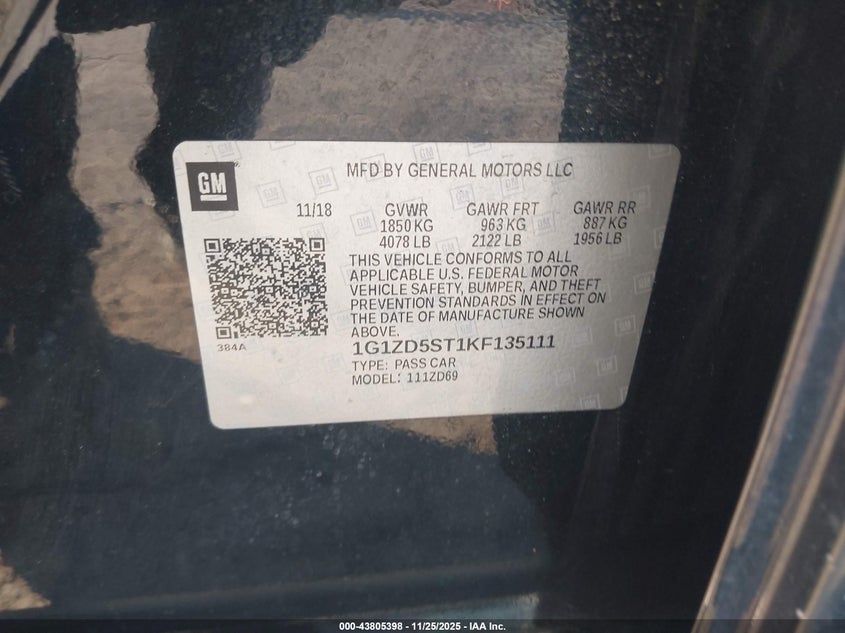 GM
MFD BY GENERAL MOTORS LLC
11/18 GVWR GAWR FRT GAWR RR
1850 KG 963 KG 887 KG
4078 LB 2122 LB 1956 LB
THIS VEHICLE CONFORMS TO ALL
APPLICABLE U.S. FEDERAL MOTOR
VEHICLE SAFETY, BUMPER, AND THEFT
PREVENTION STANDARDS IN EFFECT ON
THE DATE OF MANUFACTURE SHOWN
ABOVE.
384A
1G1ZD5ST1KF135111
TYPE: PASS CAR
MODEL: 111ZD69
000-43805398 - 11/25/2025 - IAA Inc.